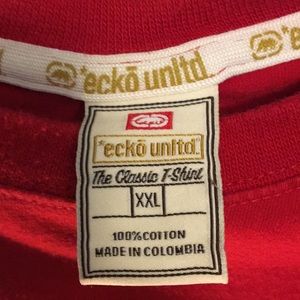 *eckō unltd.
*eckō unltd.
The Classic T-Shirt
XXL
100% COTTON
MADE IN COLOMBIA